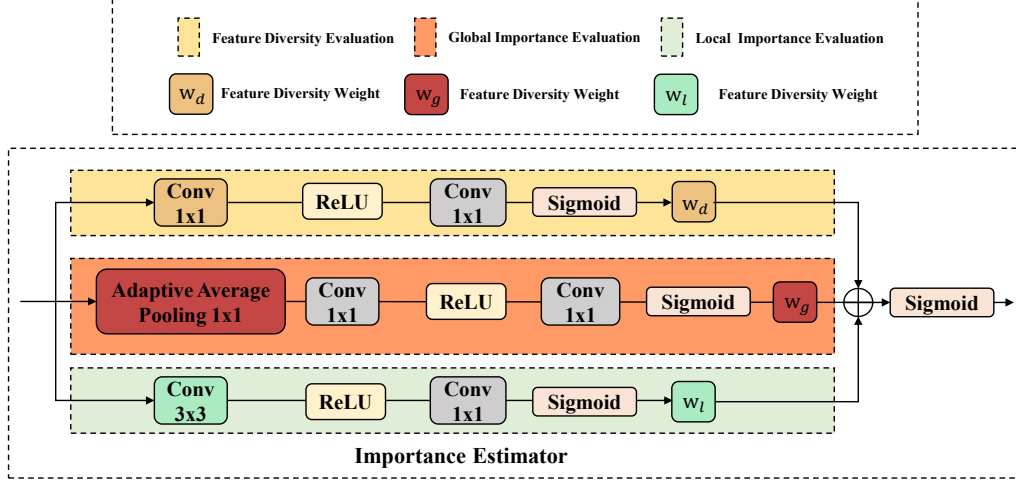 Feature Diversity Evaluation
Global Importance Evaluation
Local Importance Evaluation
w_d Feature Diversity Weight
w_g Feature Diversity Weight
w_l Feature Diversity Weight
Conv
1x1
ReLU
Conv
1x1
Sigmoid
w_d
Adaptive Average
Pooling 1x1
Conv
1x1
ReLU
Conv
1x1
Sigmoid
w_g
Sigmoid
Conv
3x3
ReLU
Conv
1x1
Sigmoid
w_l
Importance Estimator